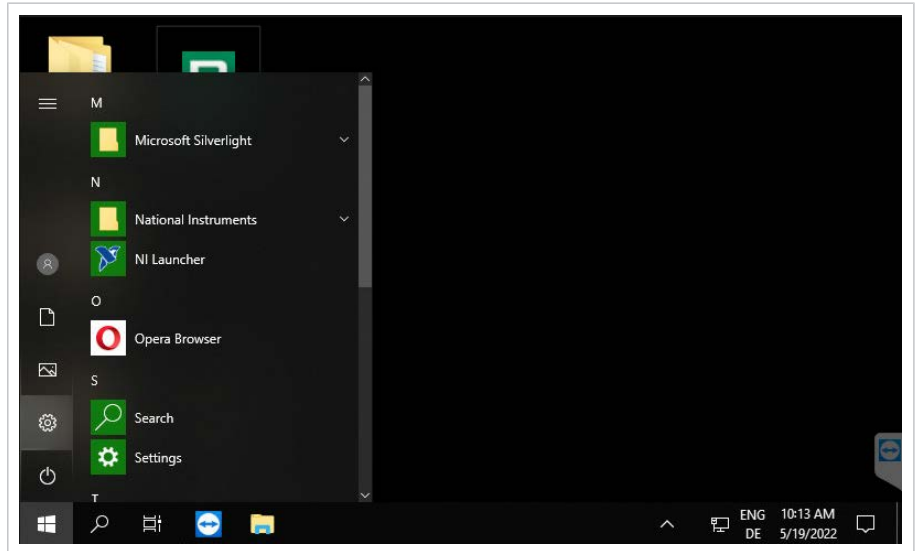 M
Microsoft Silverlight
N
National Instruments
NI Launcher
O
Opera Browser
S
Search
Settings
T
ENG 10:13 AM
DE 5/19/2022